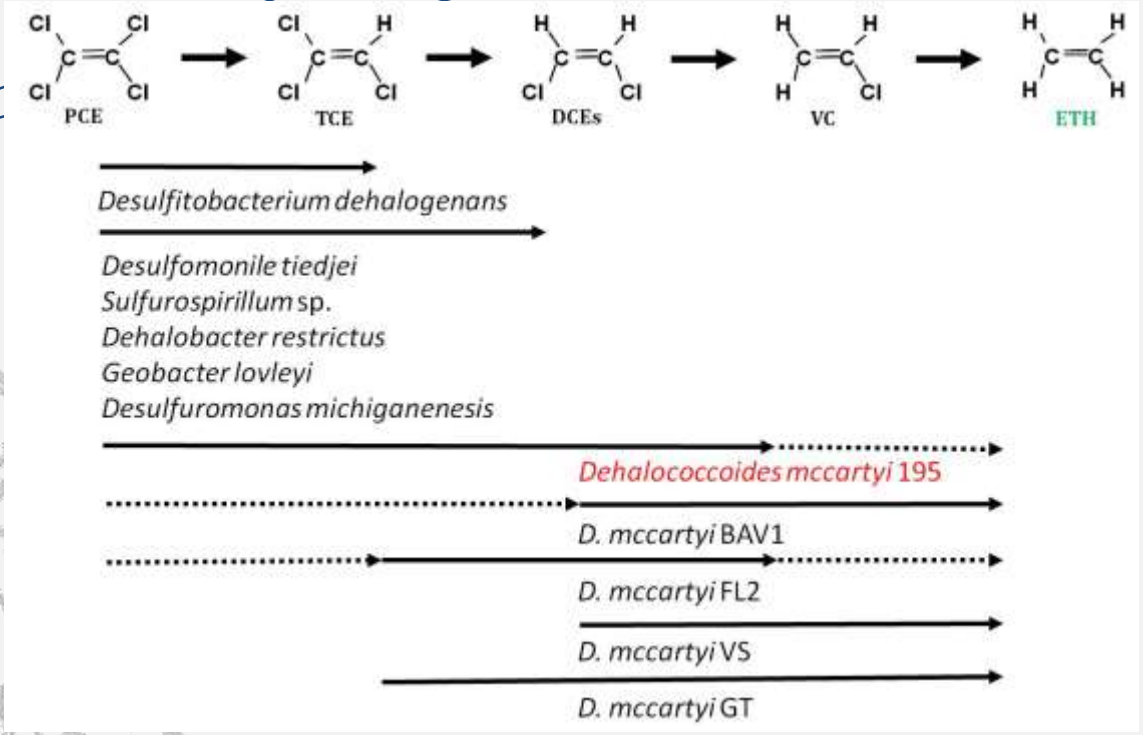 Cl Cl Cl H H H H H H H
C=C C=C C=C C=C C=C
Cl Cl Cl Cl Cl Cl H Cl H H
PCE TCE DCEs VC ETH
Desulfitobacterium dehalogenans
Desulfomonile tiedjei
Sulfurospirillum sp.
Dehalobacter restrictus
Geobacter lovleyi
Desulfuromonas michiganenesis
Dehalococcoides mccartyi 195
D. mccartyi BAV1
D. mccartyi FL2
D. mccartyi VS
D. mccartyi GT